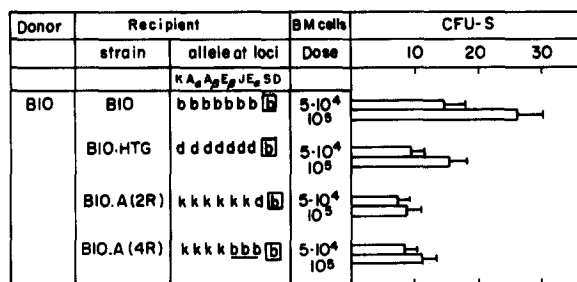 Donor Recipient BM cells CFU-S
strain allele at loci Dose 10 20 30
K Aα Aβ Eβ J Eα S D
B10 B10 b b b b b b b b 5·10⁴
10⁵
B10.HTG d d d d d d d b 5·10⁴
10⁵
B10.A(2R) k k k k k k d b 5·10⁴
10⁵
B10.A(4R) k k k k b b b b 5·10⁴
10⁵